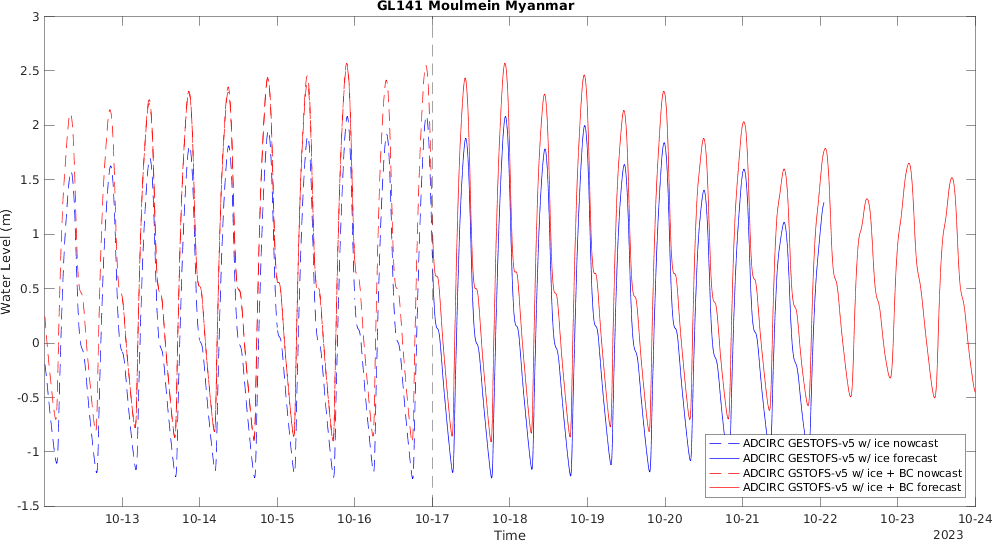 GL141 Moulmein Myanmar
3
2.5
2
1.5
1
0.5
0
-0.5
-1
-1.5
Water Level (m)
10-13 10-14 10-15 10-16 10-17 10-18 10-19 10-20 10-21 10-22 10-23 10-24
2023
Time
ADCIRC GESTOFS-v5 w/ ice nowcast
ADCIRC GESTOFS-v5 w/ ice forecast
ADCIRC GSTOFS-v5 w/ ice + BC nowcast
ADCIRC GSTOFS-v5 w/ ice + BC forecast